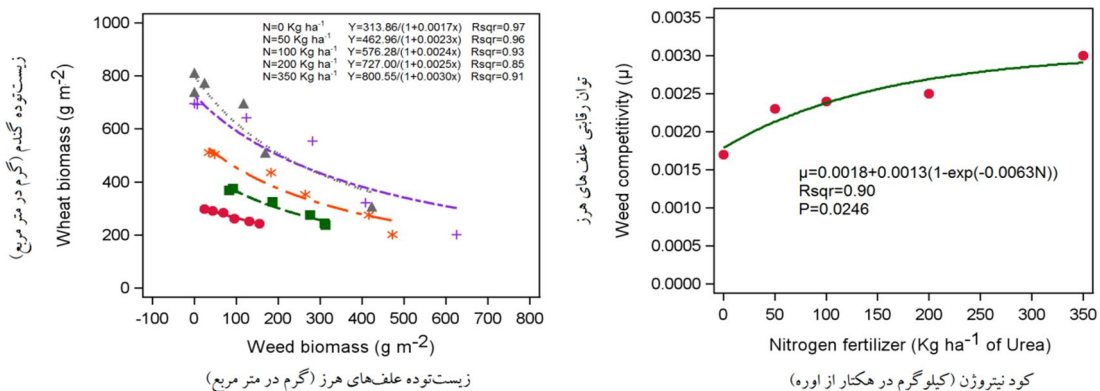 زیست‌توده گندم (گرم در متر مربع)
Wheat biomass (g m-2)
1000
800
600
400
200
0
N=0 Kg ha-1 Y=313.86/(1+0.0017x) Rsqr=0.97
N=50 Kg ha-1 Y=462.96/(1+0.0023x) Rsqr=0.96
N=100 Kg ha-1 Y=576.28/(1+0.0024x) Rsqr=0.93
N=200 Kg ha-1 Y=727.00/(1+0.0025x) Rsqr=0.85
N=350 Kg ha-1 Y=800.55/(1+0.0030x) Rsqr=0.91
-100 0 100 200 300 400 500 600 700 800
Weed biomass (g m-2)
زیست‌توده علف‌های هرز (گرم در متر مربع)
توان رقابتی علف‌های هرز
Weed competitivity (μ)
0.0035
0.0030
0.0025
0.0020
0.0015
0.0010
0.0005
0.0000
μ=0.0018+0.0013(1-exp(-0.0063N))
Rsqr=0.90
P=0.0246
0 50 100 150 200 250 300 350
Nitrogen fertilizer (Kg ha-1 of Urea)
کود نیتروژن (کیلوگرم در هکتار از اوره)